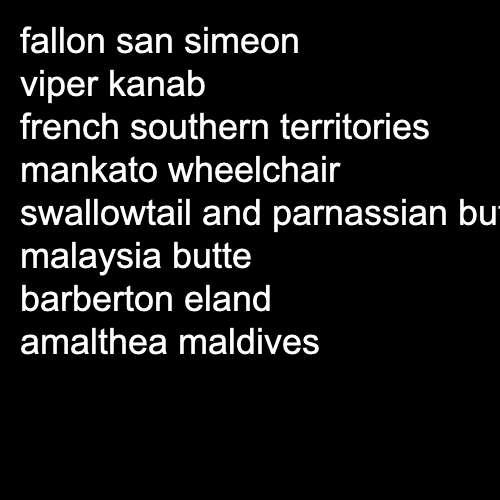 fallon san simeon
viper kanab
french southern territories
mankato wheelchair
swallowtail and parnassian
malaysia butte
barberton eland
amalthea maldives